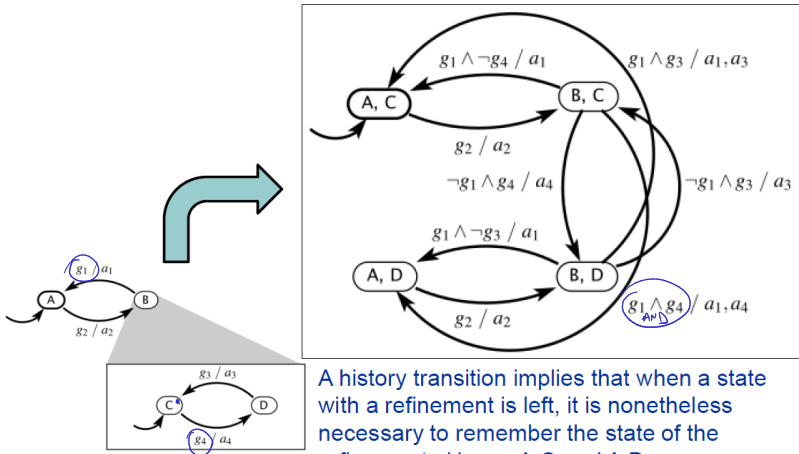 g1 ∧ ¬g4 / a1
g1 ∧ g3 / a1, a3
A, C
B, C
g2 / a2
¬g1 ∧ g4 / a4
¬g1 ∧ g3 / a3
g1 ∧ ¬g3 / a1
A, D
B, D
g2 / a2
g1 ∧ g4 / a1, a4
AND
g1 / a1
A
B
g2 / a2
g3 / a3
C
D
g4 / a4
A history transition implies that when a state
with a refinement is left, it is nonetheless
necessary to remember the state of the